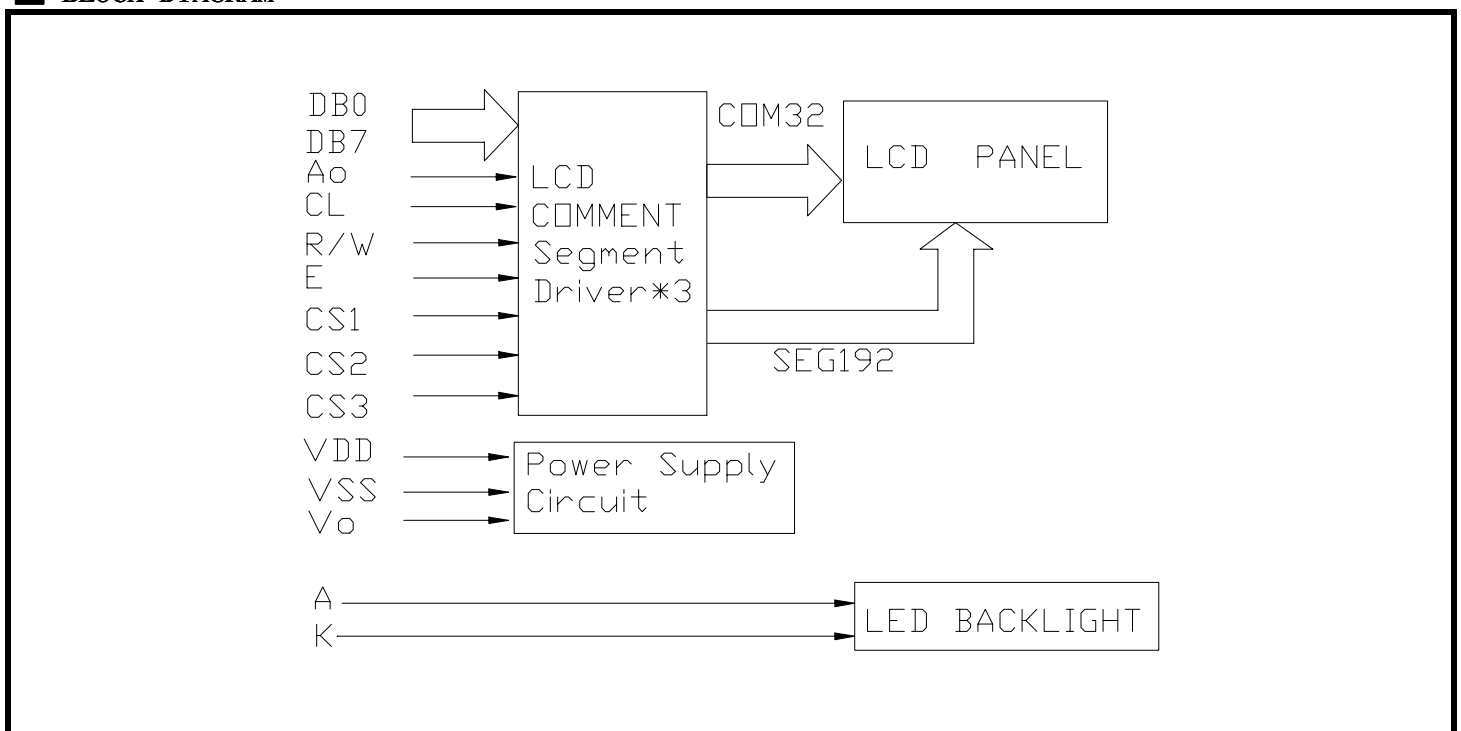 BLOCK DIAGRAM
DB0
DB7
Ao
CL
R/W
E
CS1
CS2
CS3
LCD
COMMENT
Segment
Driver*3
COM32
LCD PANEL
SEG192
VDD
VSS
Vo
Power Supply
Circuit
A
K
LED BACKLIGHT